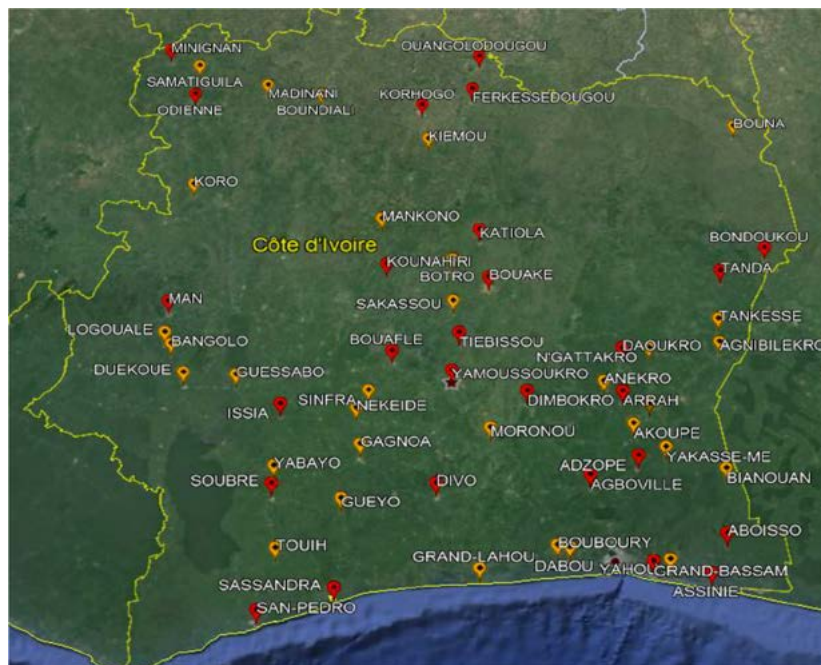 MINIGNAN
OUANGOLODOUGOU
SAMATIGUILA
MADINANI
KORHOGO
FERKESSEDOUGOU
ODIENNE
BOUNDIALI
BOUNA
KIEMOU
KORO
MANKONO
KATIOLA
Côte d'Ivoire
BONDOUKOU
KOUNAHIRI
BOTRO
BOUAKE
TANDA
MAN
SAKASSOU
TANKESSE
LOGOUALE
BANGOLO
BOUAFLE
TIEBISSOU
DAOUKRO
AGNIBILEKRO
N'GATTAKRO
DUEKOUE
GUESSABO
YAMOUSSOUKRO
ANEKRO
SINFRA
DIMBOKRO
ARRAH
ISSIA
NEKEIDE
MORONOU
AKOUPE
GAGNOA
YAKASSE-ME
YABAYO
ADZOPE
BIANOUAN
SOUBRE
DIVO
AGBOVILLE
GUEYO
ABOISSO
TOUIH
BOUBOURY
GRAND-LAHOU
DABOU
YAHOU
GRAND-BASSAM
SASSANDRA
ASSINIE
SAN-PEDRO